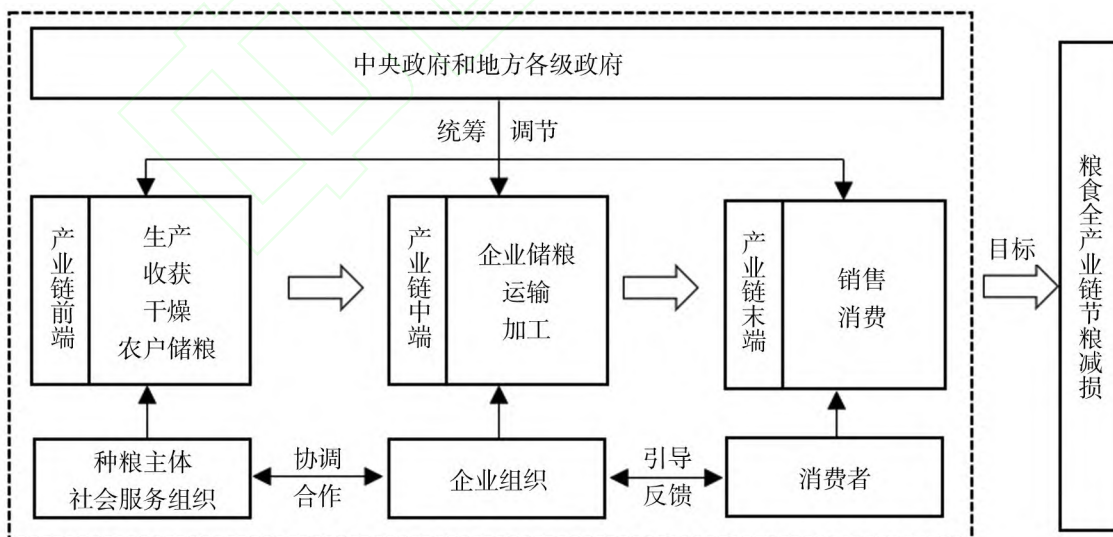 中央政府和地方各级政府
统筹 调节
产业链前端
生产
收获
干燥
农户储粮
产业链中端
企业储粮
运输
加工
产业链末端
销售
消费
目标
粮食全产业链节粮减损
种粮主体
社会服务组织
协调
合作
企业组织
引导
反馈
消费者